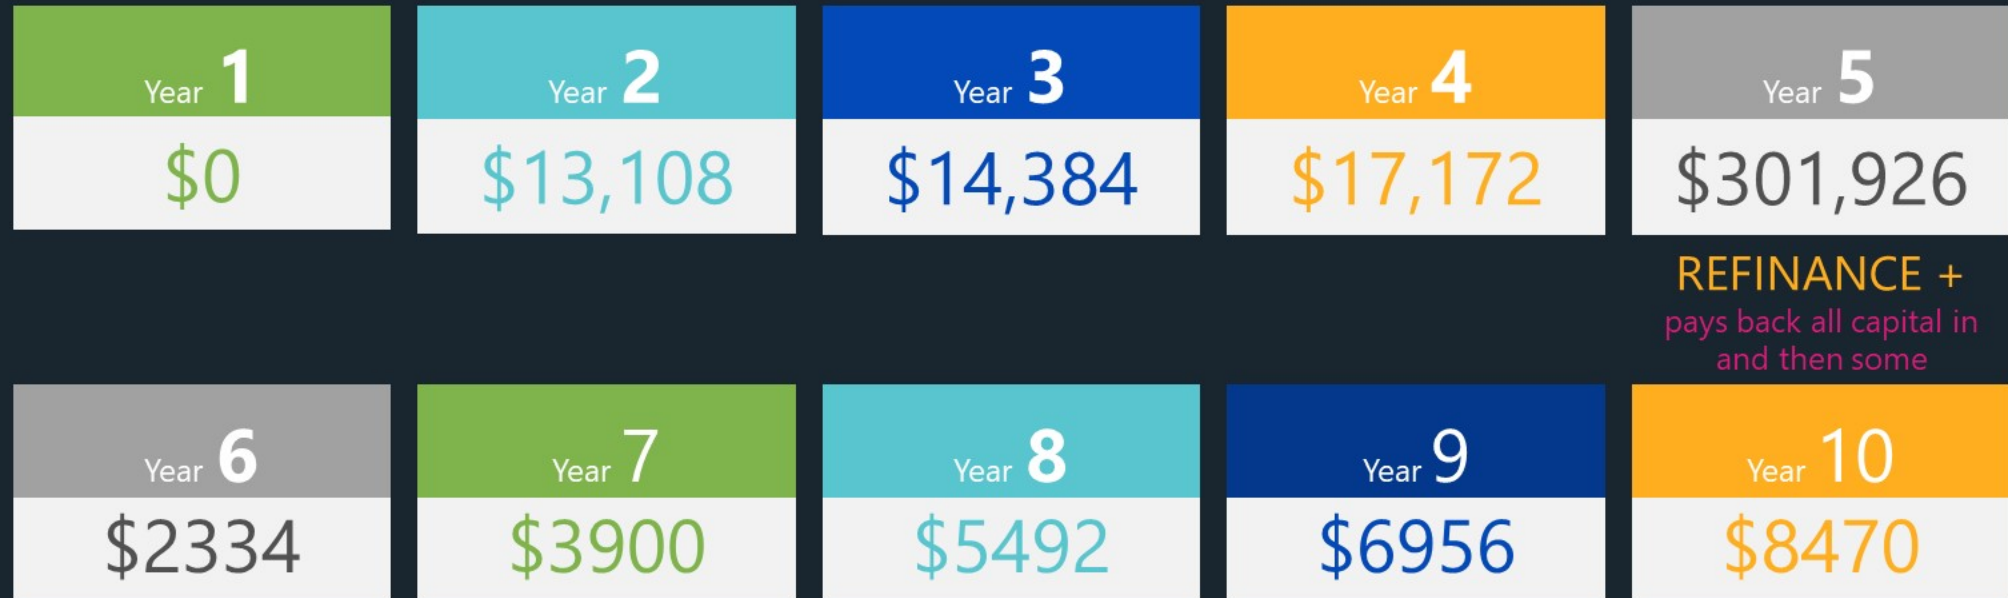 Year 1
Year 2
Year 3
Year 4
Year 5
$0
$13,108
$14,384
$17,172
$301,926
REFINANCE +
pays back all capital in
and then some
Year 6
Year 7
Year 8
Year 9
Year 10
$2334
$3900
$5492
$6956
$8470